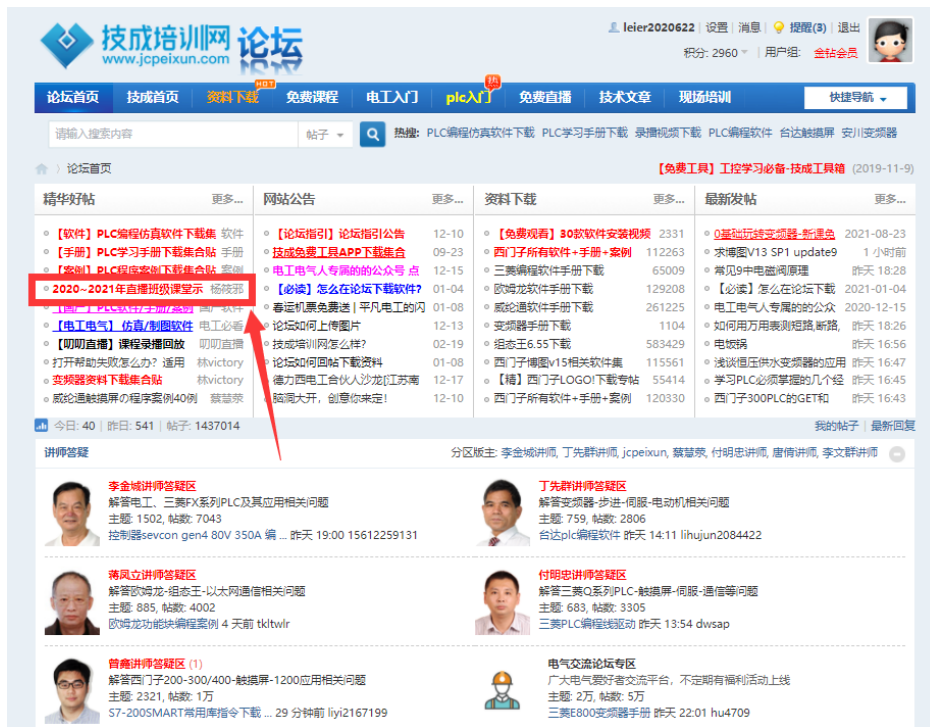 技成培训网 论坛
www.jcpeixun.com
leier2020622 | 设置 | 消息 | 提醒(3) | 退出
积分: 2960 | 用户组: 金钻会员
论坛首页 技成首页 资料下载 HOT 免费课程 电工入门 plc入门 热 免费直播 技术文章 现场培训 快捷导航
请输入搜索内容 帖子 热搜: PLC编程仿真软件下载 PLC学习手册下载 录播视频下载 PLC编程软件 台达触摸屏 安川变频器
论坛首页 【免费工具】工控学习必备-技成工具箱 (2019-11-9)
精华好帖 更多...
【软件】PLC编程仿真软件下载集 软件
【手册】PLC学习手册下载集合贴 手册
【案例】PLC程序案例下载集合贴 案例
2020~2021年直播班级课堂示 杨筱邪
【国产】PLC软件/手册/案例 国产软件
【电工电气】 仿真/制图软件 电工必看
【叨叨直播】课程录播回放 叨叨直播
打开帮助失败怎么办？适用 林victory
变频器资料下载集合贴 林victory
威纶通触摸屏の程序案例40例 蔡慧荥
网站公告 更多...
【论坛指引】论坛指引公告 12-10
技成免费工具APP下载集合 09-23
电工电气人专属的的公众号 点 12-15
【必读】怎么在论坛下载软件? 01-04
春运机票免费送 | 平凡电工的闪 01-08
论坛如何上传图片 12-13
技成培训网怎么样? 02-19
论坛如何回帖下载资料 01-08
德力西电工合伙人沙龙[江苏南 12-17
脑洞大开，创意你来定! 12-10
资料下载 更多...
【免费观看】30款软件安装视频 2331
西门子所有软件+手册+案例 112263
三菱编程软件手册下载 65009
欧姆龙软件手册下载 129208
威纶通软件手册下载 261225
变频器手册下载 1104
组态王6.55下载 583429
西门子博图v15相关软件集 115561
【精】西门子LOGO!下载专帖 55414
西门子所有软件+手册+案例 120330
最新发帖 更多...
0基础玩转变频器-新课免 2021-08-23
求博图V13 SP1 update9 1 小时前
常见9中电磁阀原理 昨天 18:28
【必读】怎么在论坛下载 2021-01-04
电工电气人专属的的公众 2020-12-15
如何用万用表测短路,断路, 昨天 18:26
电饭锅 昨天 16:56
浅谈恒压供水变频器的应用 昨天 16:47
学习PLC必须掌握的几个经 昨天 16:45
西门子300PLC的GET和 昨天 16:43
今日: 40 | 昨日: 541 | 帖子: 1437014 我的帖子 | 最新回复
讲师答疑 分区版主: 李金城讲师, 丁先群讲师, jcpeixun, 蔡慧荥, 付明忠讲师, 唐倩讲师, 李文群讲师
李金城讲师答疑区
解答电工、三菱FX系列PLC及其应用相关问题
主题: 1502, 帖数: 7043
控制器sevcon gen4 80V 350A 编 ... 昨天 19:00 15612259131
丁先群讲师答疑区
解答变频器-步进-伺服-电动机相关问题
主题: 759, 帖数: 2806
台达plc编程软件 昨天 14:11 lihujun2084422
蒋凤立讲师答疑区
解答欧姆龙-组态王-以太网通信相关问题
主题: 885, 帖数: 4002
欧姆龙功能块编程案例 4 天前 tkltwlr
付明忠讲师答疑区
解答三菱Q系列PLC-触摸屏-伺服-通信等问题
主题: 683, 帖数: 3305
三菱PLC编程线驱动 昨天 13:54 dwsap
曾鑫讲师答疑区 (1)
解答西门子200-300/400-触摸屏-1200应用相关问题
主题: 2321, 帖数: 1万
S7-200SMART常用库指令下载 ... 29 分钟前 liyi2167199
电气交流论坛专区
广大电气爱好者交流平台，不定期有福利活动上线
主题: 2万, 帖数: 5万
三菱E800变频器手册 昨天 22:01 hu4709